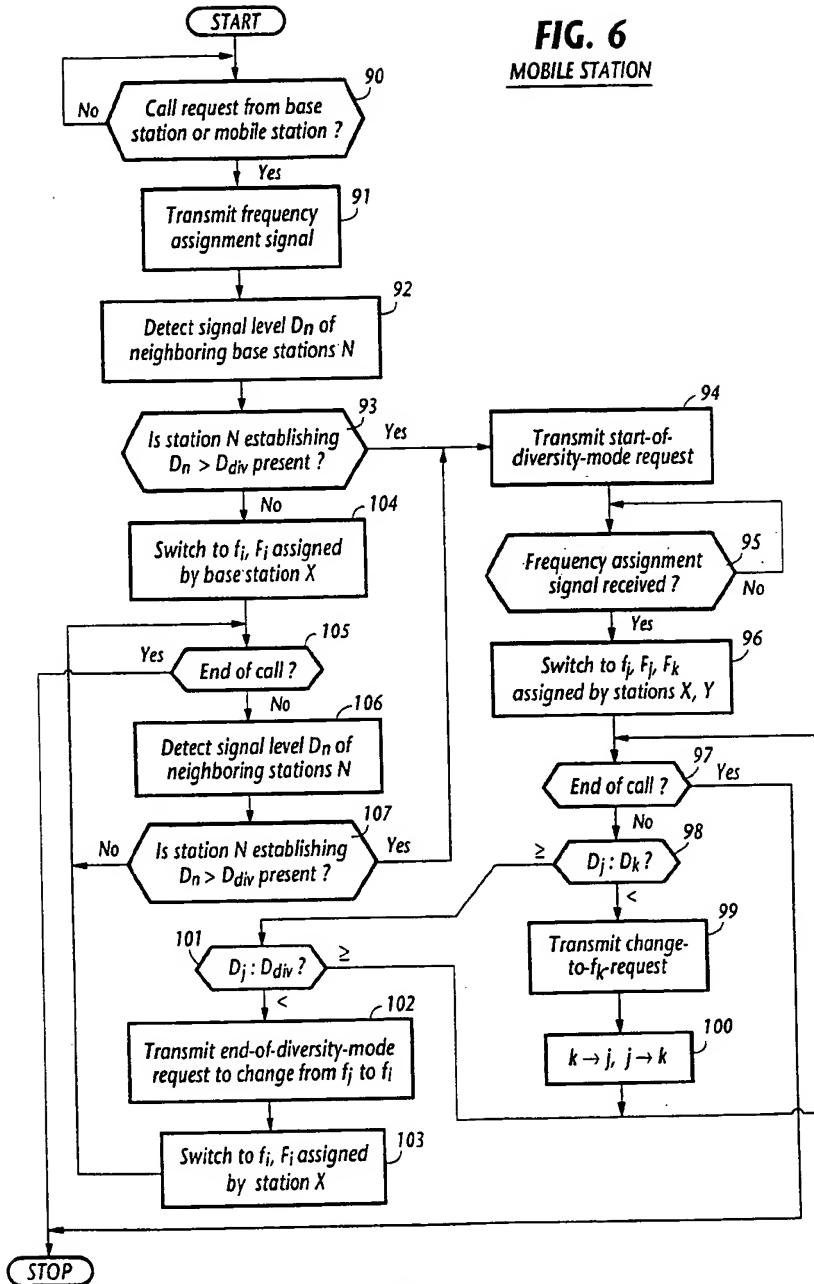 START
FIG. 6
MOBILE STATION
90
Call request from base
station or mobile station ?
No
Yes
91
Transmit frequency
assignment signal
92
Detect signal level Dn of
neighboring base stations N
93
Is station N establishing
Dn > Ddiv present ?
Yes
No
94
Transmit start-of-
diversity-mode request
104
Switch to fi, Fi assigned
by base station X
95
Frequency assignment
signal received ?
No
Yes
105
End of call ?
Yes
No
96
Switch to fj, Fj, Fk
assigned by stations X, Y
106
Detect signal level Dn of
neighboring stations N
97
End of call ?
Yes
No
107
Is station N establishing
Dn > Ddiv present ?
No
Yes
98
Dj : Dk ?
≥
<
99
Transmit change-
to-fk-request
101
Dj : Ddiv ?
≥
<
100
k → j, j → k
102
Transmit end-of-diversity-mode
request to change from fj to fi
103
Switch to fi, Fi assigned
by station X
STOP